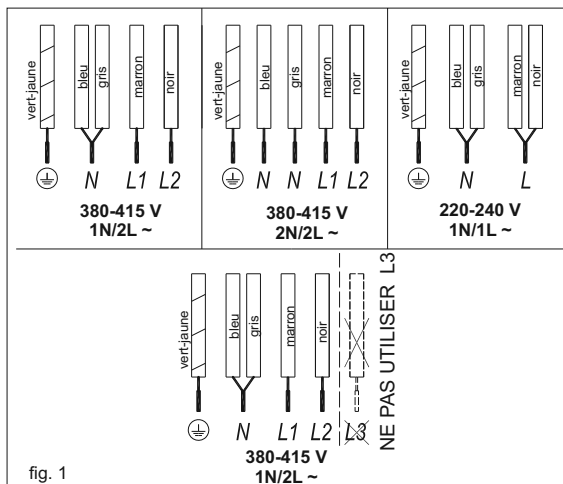 vert-jaune
bleu
gris
marron
noir
N L1 L2
380-415 V
1N/2L ~
vert-jaune
bleu
gris
marron
noir
N N L1 L2
380-415 V
2N/2L ~
vert-jaune
bleu
gris
marron
noir
N L
220-240 V
1N/1L ~
vert-jaune
bleu
gris
marron
noir
N L1 L2 L3
NE PAS UTILISER L3
380-415 V
1N/2L ~
fig. 1